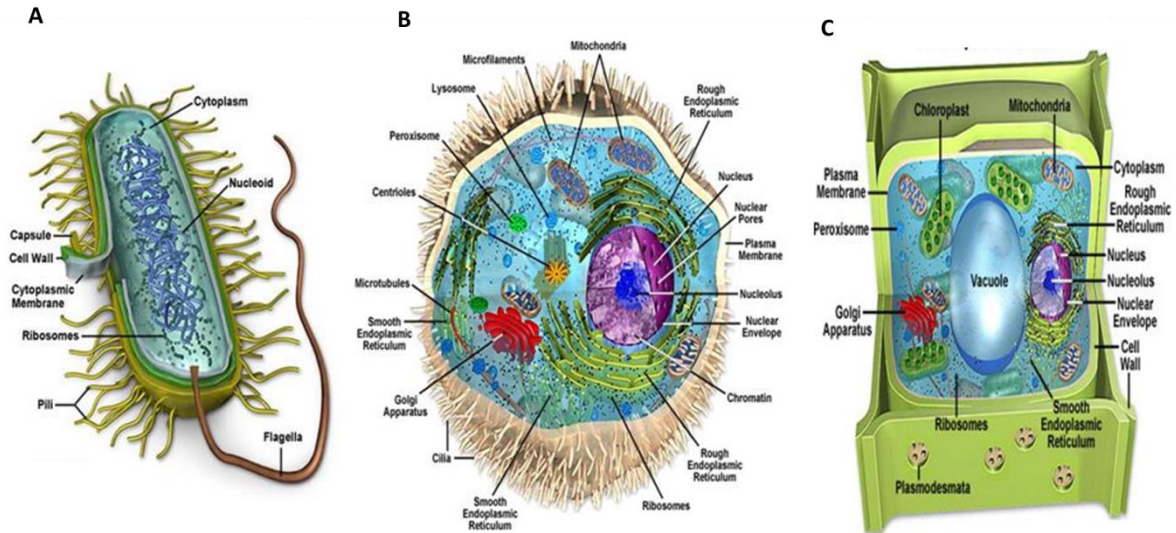 A
Cytoplasm
Nucleoid
Capsule
Cell Wall
Cytoplasmic
Membrane
Ribosomes
Pili
Flagella
B
Mitochondria
Microfilaments
Lysosome
Rough
Endoplasmic
Reticulum
Peroxisome
Nucleus
Centrioles
Nuclear
Pores
Plasma
Membrane
Microtubules
Nucleolus
Smooth
Endoplasmic
Reticulum
Nuclear
Envelope
Golgi
Apparatus
Chromatin
Cilia
Rough
Endoplasmic
Reticulum
Smooth
Endoplasmic
Reticulum
Ribosomes
C
Chloroplast
Mitochondria
Plasma
Membrane
Cytoplasm
Rough
Endoplasmic
Reticulum
Peroxisome
Nucleus
Vacuole
Nucleolus
Golgi
Apparatus
Nuclear
Envelope
Cell
Wall
Ribosomes
Smooth
Endoplasmic
Reticulum
Plasmodesmata